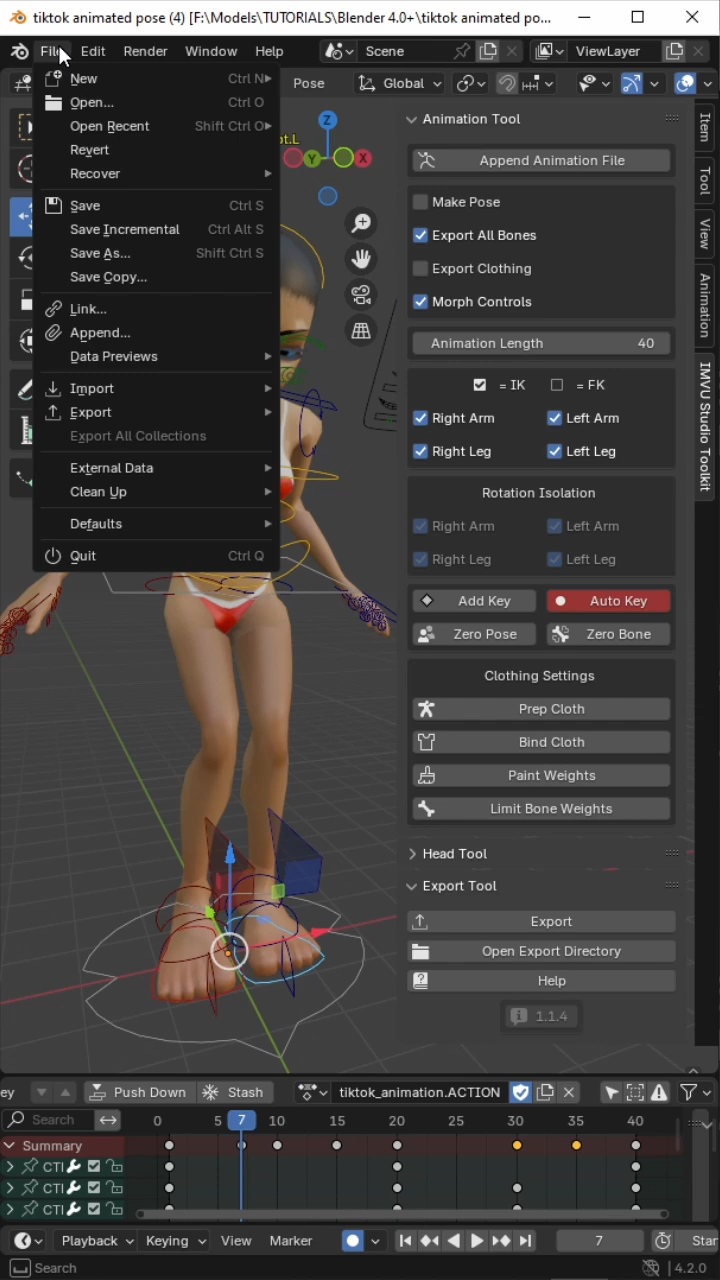 tiktok animated pose (4) [F:\Models\TUTORIALS\Blender 4.0+\tiktok animated po...
File Edit Render Window Help Scene ViewLayer
Pose Global
New Ctrl N
Open... Ctrl O
Open Recent Shift Ctrl O
Revert
Recover
Save Ctrl S
Save Incremental Ctrl Alt S
Save As... Shift Ctrl S
Save Copy...
Link...
Append...
Data Previews
Import
Export
Export All Collections
External Data
Clean Up
Defaults
Quit Ctrl Q
ot.L
Z
Y
X
Animation Tool
Append Animation File
Make Pose
Export All Bones
Export Clothing
Morph Controls
Animation Length 40
= IK = FK
Right Arm Left Arm
Right Leg Left Leg
Rotation Isolation
Right Arm Left Arm
Right Leg Left Leg
Add Key Auto Key
Zero Pose Zero Bone
Clothing Settings
Prep Cloth
Bind Cloth
Paint Weights
Limit Bone Weights
Head Tool
Export Tool
Export
Open Export Directory
Help
1.1.4
Item
Tool
View
Animation
IMVU Studio Toolkit
ey Push Down Stash tiktok_animation.ACTION
Search 0 5 7 10 15 20 25 30 35 40
Summary
CTI
CTI
CTI
Playback Keying View Marker 7 Star
Search 4.2.0